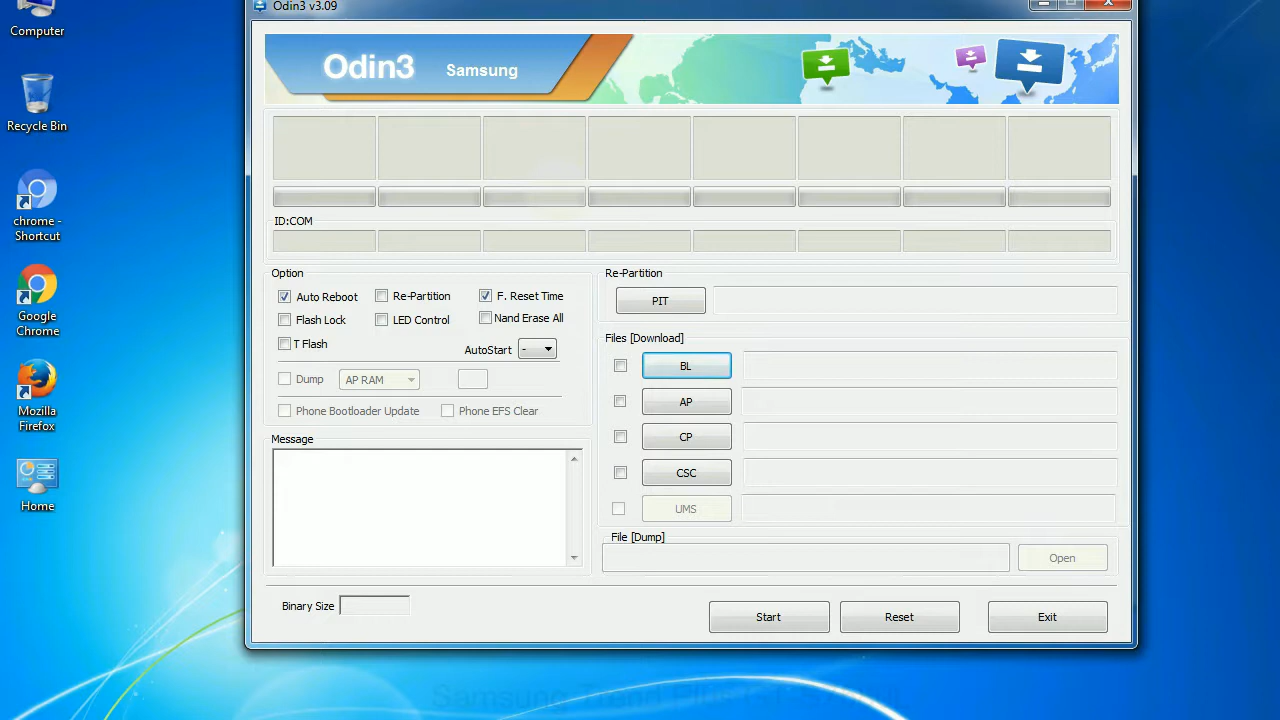 Odin3 v3.09
Computer
Recycle Bin
chrome -
Shortcut
Google
Chrome
Mozilla
Firefox
Home
Odin3 Samsung
ID:COM
Option
Auto Reboot
Re-Partition
F. Reset Time
Flash Lock
LED Control
Nand Erase All
T Flash
AutoStart -
Dump
AP RAM
Phone Bootloader Update
Phone EFS Clear
Message
Re-Partition
PIT
Files [Download]
BL
AP
CP
CSC
UMS
File [Dump]
Open
Binary Size
Start
Reset
Exit
Samsung Trend Plus